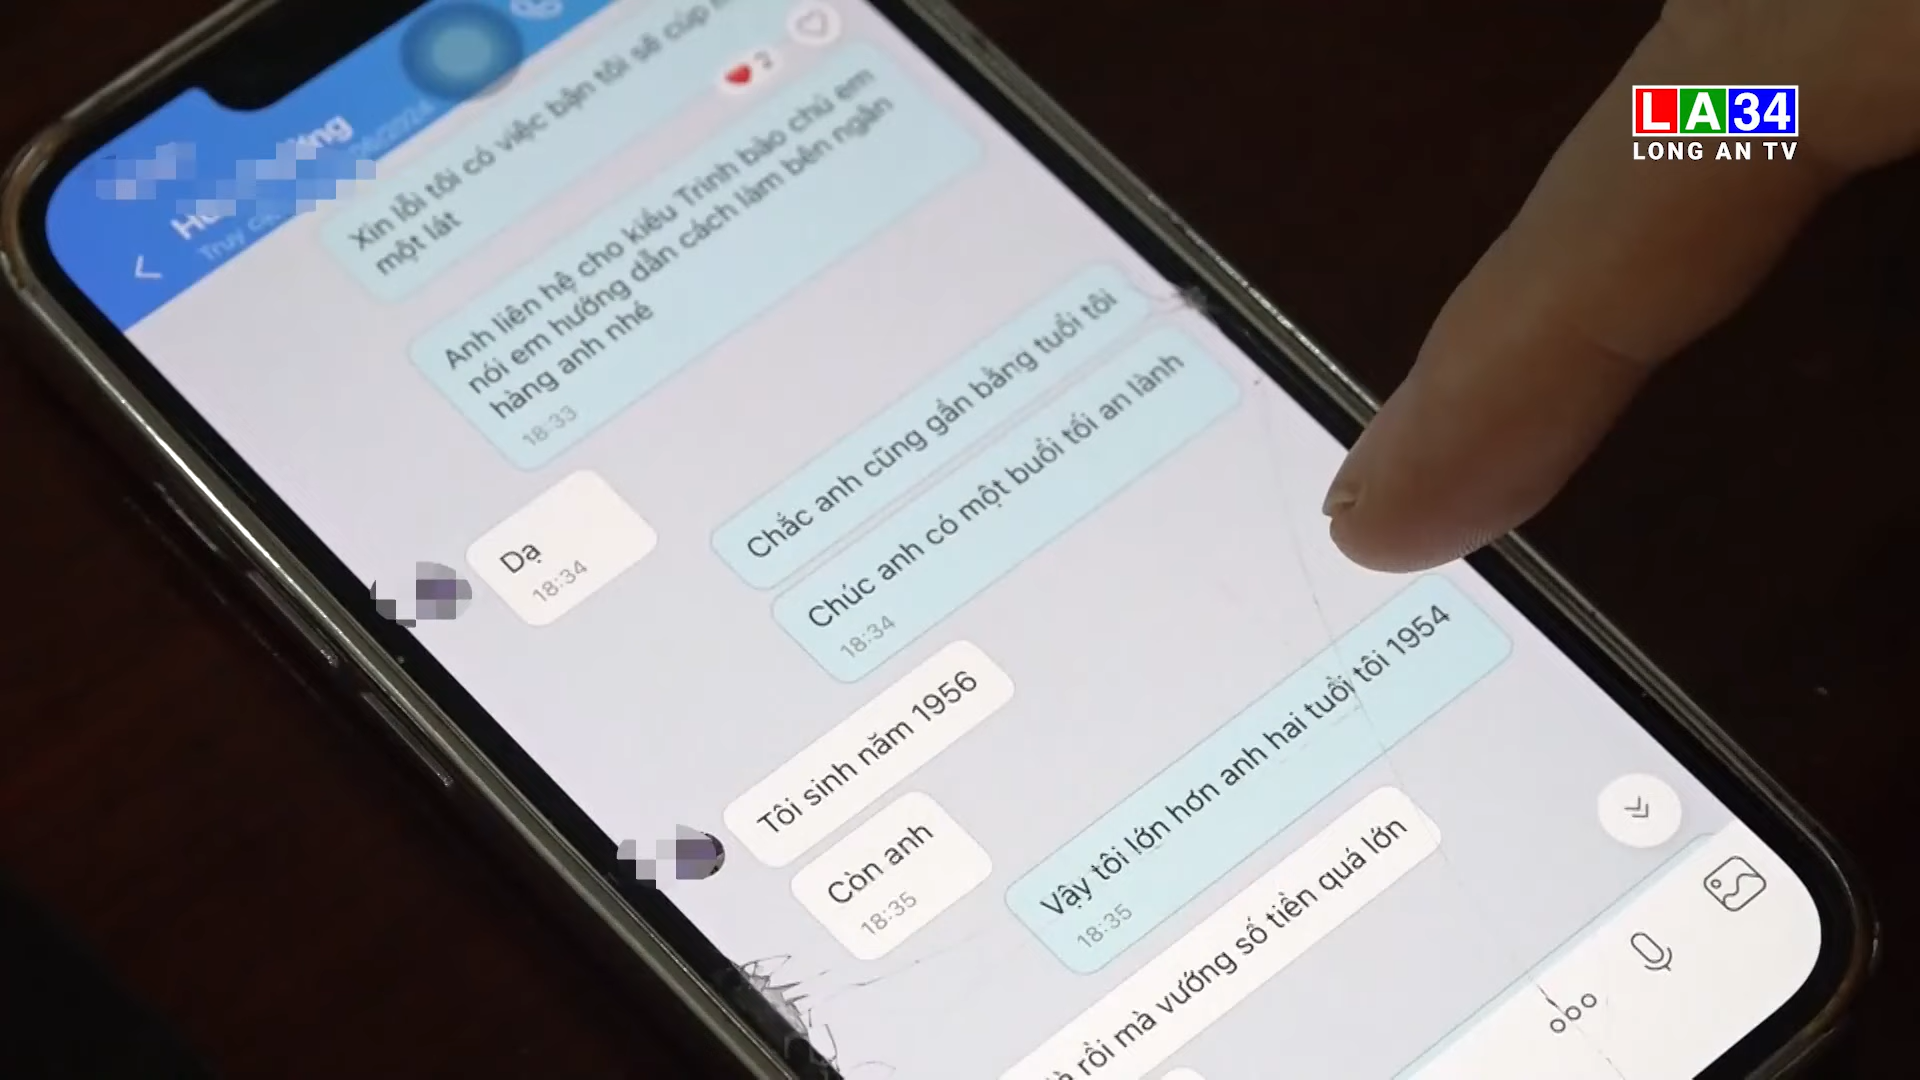 LA34
LONG AN TV
Xin lỗi tôi có việc bận tôi sẽ cúp
một lát
2
Anh liên hệ cho kiều Trinh bảo chú em
nói em hướng dẫn cách làm bên ngân
hàng anh nhé
18:33
Dạ
18:34
Chắc anh cũng gần bằng tuổi tôi
Chúc anh có một buổi tối an lành
18:34
Tôi sinh năm 1956
Còn anh
18:35
Vậy tôi lớn hơn anh hai tuổi tôi 1954
18:35
rồi mà vướng số tiền quá lớn